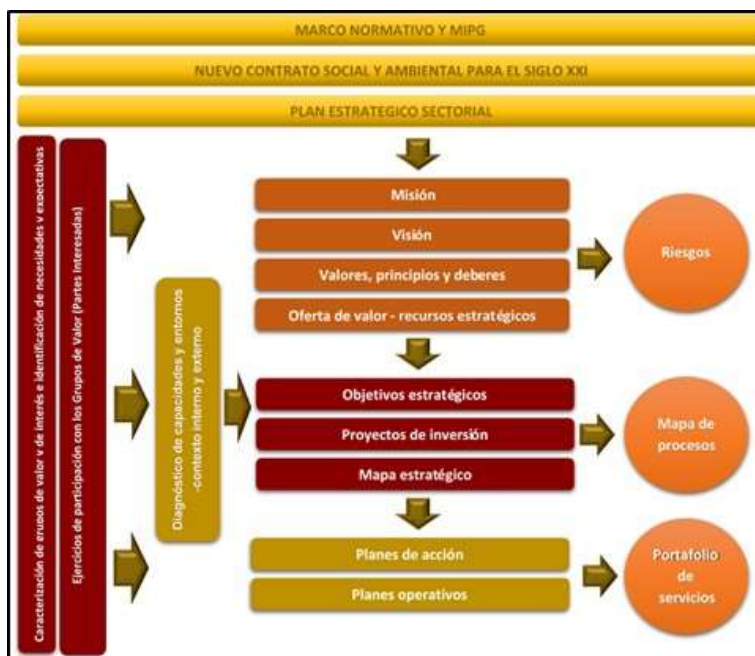 MARCO NORMATIVO Y MIPG
NUEVO CONTRATO SOCIAL Y AMBIENTAL PARA EL SIGLO XXI
PLAN ESTRATEGICO SECTORIAL
Caracterización de grupos de valor y de interés e identificación de necesidades y expectativas
Ejercicios de participación con los Grupos de Valor (Partes Interesadas)
Diagnóstico de capacidades y entornos
-contexto interno y externo
Misión
Visión
Valores, principios y deberes
Oferta de valor - recursos estratégicos
Riesgos
Objetivos estratégicos
Proyectos de inversión
Mapa estratégico
Mapa de
procesos
Planes de acción
Planes operativos
Portafolio
de
servicios